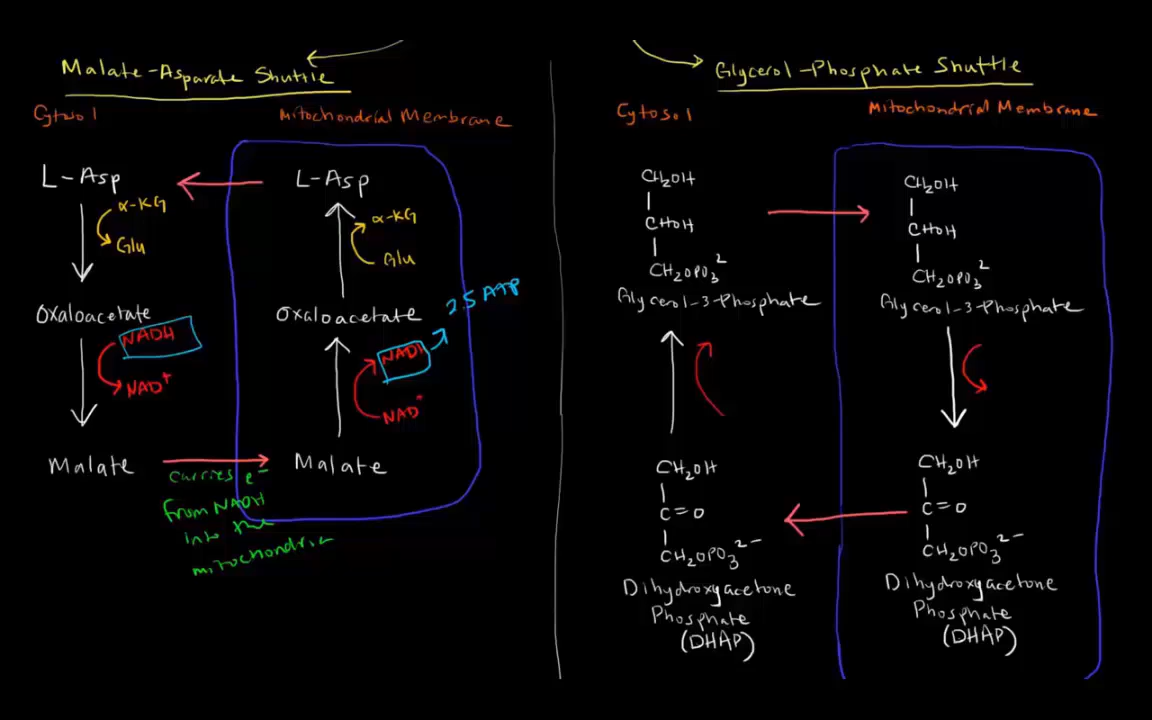 Malate-Asparate Shuttle
Cytosol
Mitochondrial Membrane
L-Asp
L-Asp
α-KG
Glu
α-KG
Glu
Oxaloacetate
Oxaloacetate
2.5 ATP
NADH
NAD+
NADH
NAD+
Malate
Malate
carries e-
from NADH
into the
mitochondria
Glycerol-Phosphate Shuttle
Cytosol
Mitochondrial Membrane
CH2OH
CHOH
CH2OPO3 2
Glycerol-3-Phosphate
CH2OH
CHOH
CH2OPO3 2
Glycerol-3-Phosphate
CH2OH
C=O
CH2OPO3 2-
Dihydroxyacetone
Phosphate
(DHAP)
CH2OH
C=O
CH2OPO3 2-
Dihydroxyacetone
Phosphate
(DHAP)